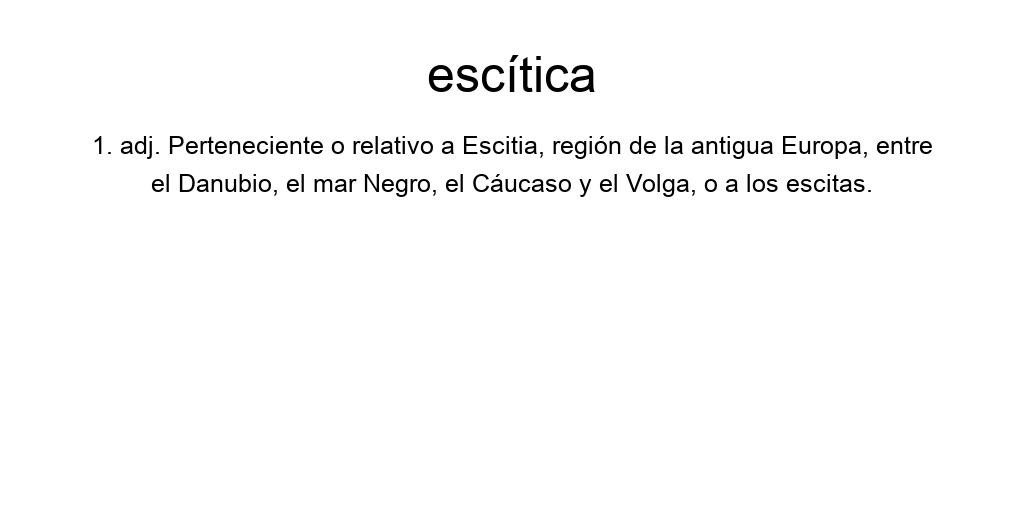 escítica
1. adj. Perteneciente o relativo a Escitia, región de la antigua Europa, entre
el Danubio, el mar Negro, el Cáucaso y el Volga, o a los escitas.